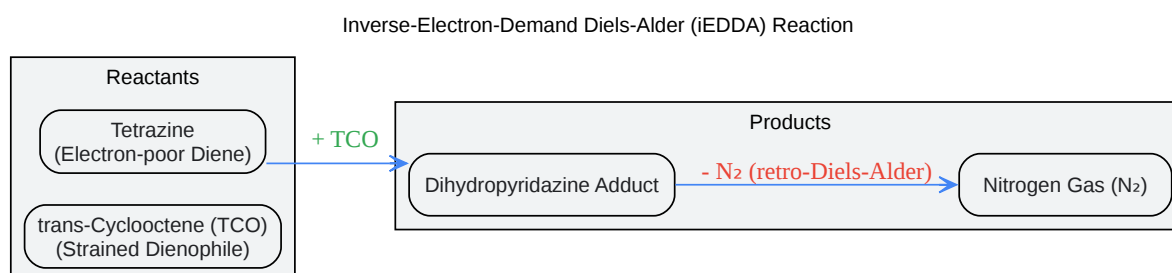 Inverse-Electron-Demand Diels-Alder (iEDDA) Reaction
Reactants
Tetrazine
(Electron-poor Diene)
trans-Cyclooctene (TCO)
(Strained Dienophile)
+ TCO
Products
Dihydropyridazine Adduct
- N₂ (retro-Diels-Alder)
Nitrogen Gas (N₂)